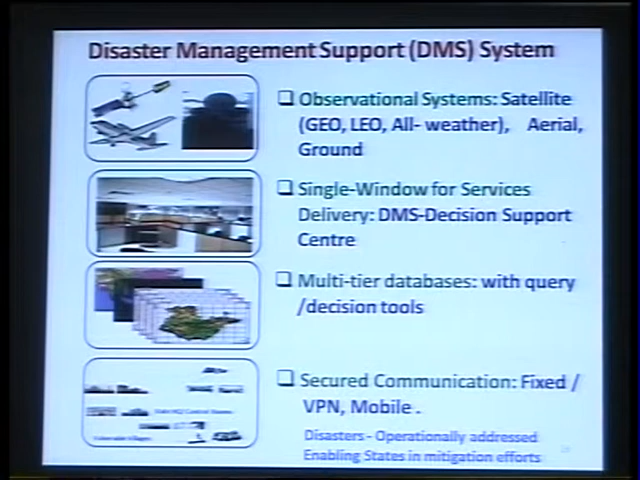 Disaster Management Support (DMS) System
❑ Observational Systems: Satellite
(GEO, LEO, All- weather), Aerial,
Ground
❑ Single-Window for Services
Delivery: DMS-Decision Support
Centre
❑ Multi-tier databases: with query
/decision tools
❑ Secured Communication: Fixed /
VPN, Mobile .
Disasters - Operationally addressed
Enabling States in mitigation efforts